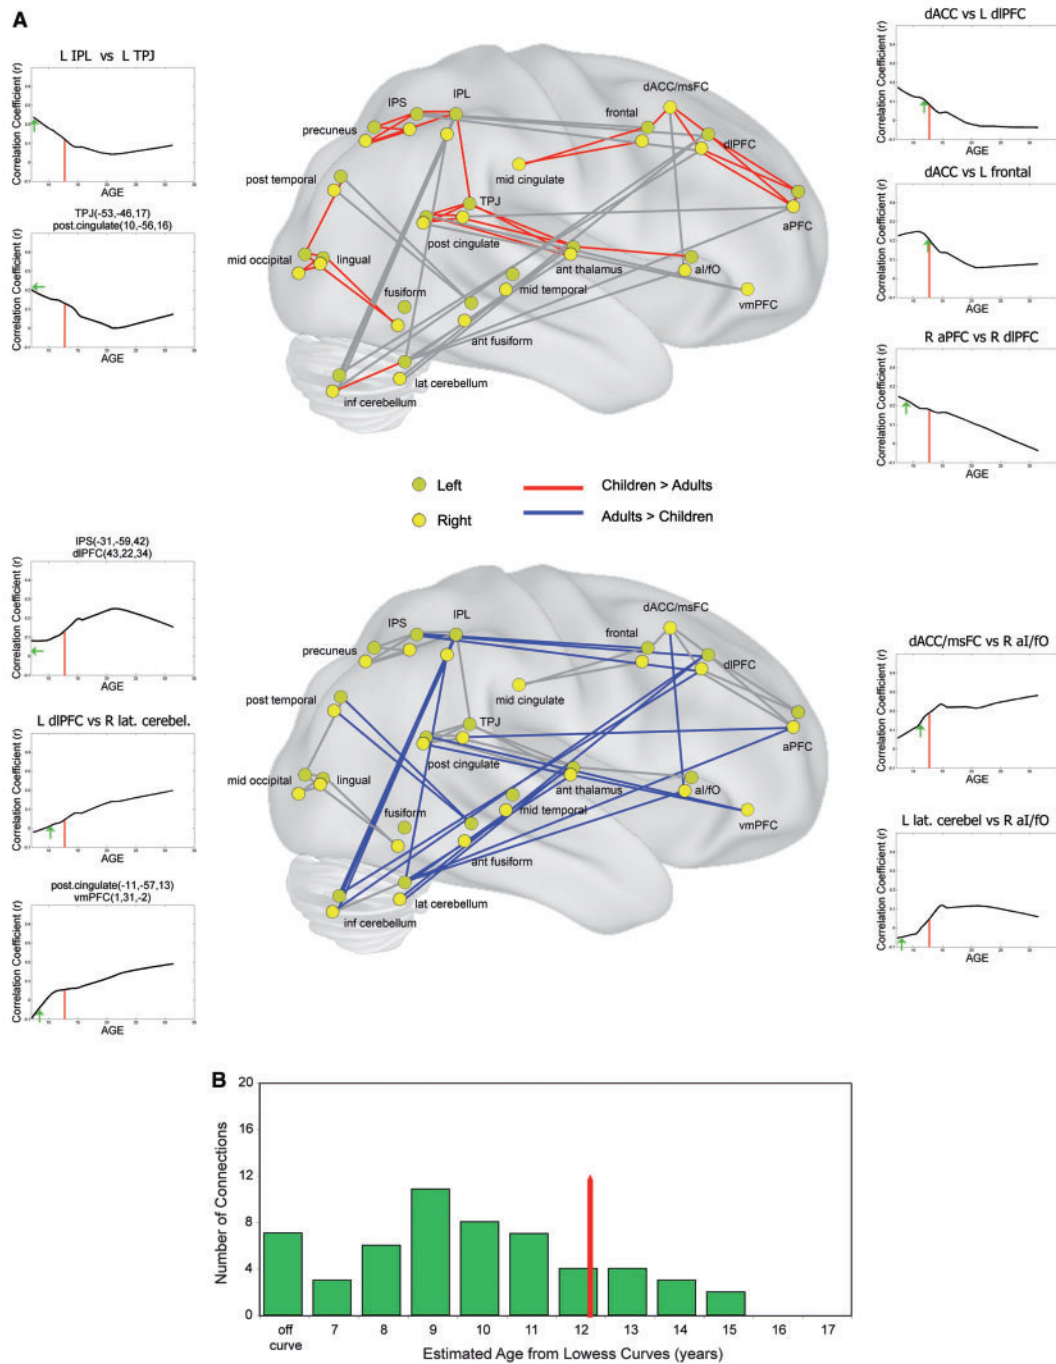 A
L IPL vs L TPJ
Correlation Coefficient (r)
AGE
TPJ(-53,-46,17)
post.cingulate(10,-56,16)
Correlation Coefficient (r)
AGE
dACC vs L dlPFC
Correlation Coefficient (r)
AGE
dACC vs L frontal
Correlation Coefficient (r)
AGE
R aPFC vs R dlPFC
Correlation Coefficient (r)
AGE
dACC/msFC
IPS
IPL
frontal
precuneus
dlPFC
mid cingulate
post temporal
TPJ
aPFC
post cingulate
mid occipital
lingual
ant thalamus
aI/fO
fusiform
mid temporal
vmPFC
ant fusiform
lat cerebellum
inf cerebellum
Left
Children > Adults
Right
Adults > Children
IPS(-31,-59,42)
dlPFC(43,22,34)
Correlation Coefficient (r)
AGE
L dlPFC vs R lat. cerebel.
Correlation Coefficient (r)
AGE
post.cingulate(-11,-57,13)
vmPFC(1,31,-2)
Correlation Coefficient (r)
AGE
dACC/msFC vs R aI/fO
Correlation Coefficient (r)
AGE
L lat. cerebel vs R aI/fO
Correlation Coefficient (r)
AGE
dACC/msFC
IPS
IPL
frontal
precuneus
dlPFC
mid cingulate
post temporal
TPJ
aPFC
post cingulate
mid occipital
lingual
ant thalamus
aI/fO
fusiform
mid temporal
vmPFC
ant fusiform
lat cerebellum
inf cerebellum
B
20
16
12
8
4
0
Number of Connections
off curve 7 8 9 10 11 12 13 14 15 16 17
Estimated Age from Lowess Curves (years)